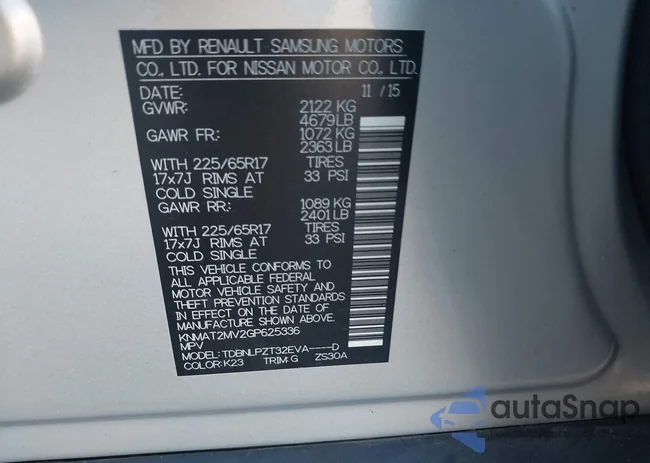 MFD BY RENAULT SAMSUNG MOTORS
CO., LTD. FOR NISSAN MOTOR CO., LTD.
DATE: 11 / 15
GVWR: 2122 KG
4679 LB
GAWR FR: 1072 KG
2363 LB
WITH 225/65R17 TIRES
17x7J RIMS AT 33 PSI
COLD SINGLE
GAWR RR: 1089 KG
2401 LB
WITH 225/65R17 TIRES
17x7J RIMS AT 33 PSI
COLD SINGLE
THIS VEHICLE CONFORMS TO
ALL APPLICABLE FEDERAL
MOTOR VEHICLE SAFETY AND
THEFT PREVENTION STANDARDS
IN EFFECT ON THE DATE OF
MANUFACTURE SHOWN ABOVE.
KNMAT2MV2GP625336
MPV
MODEL: TDBNLPZT32EVA----D
COLOR: K23 TRIM: G ZS30A
autoSnap